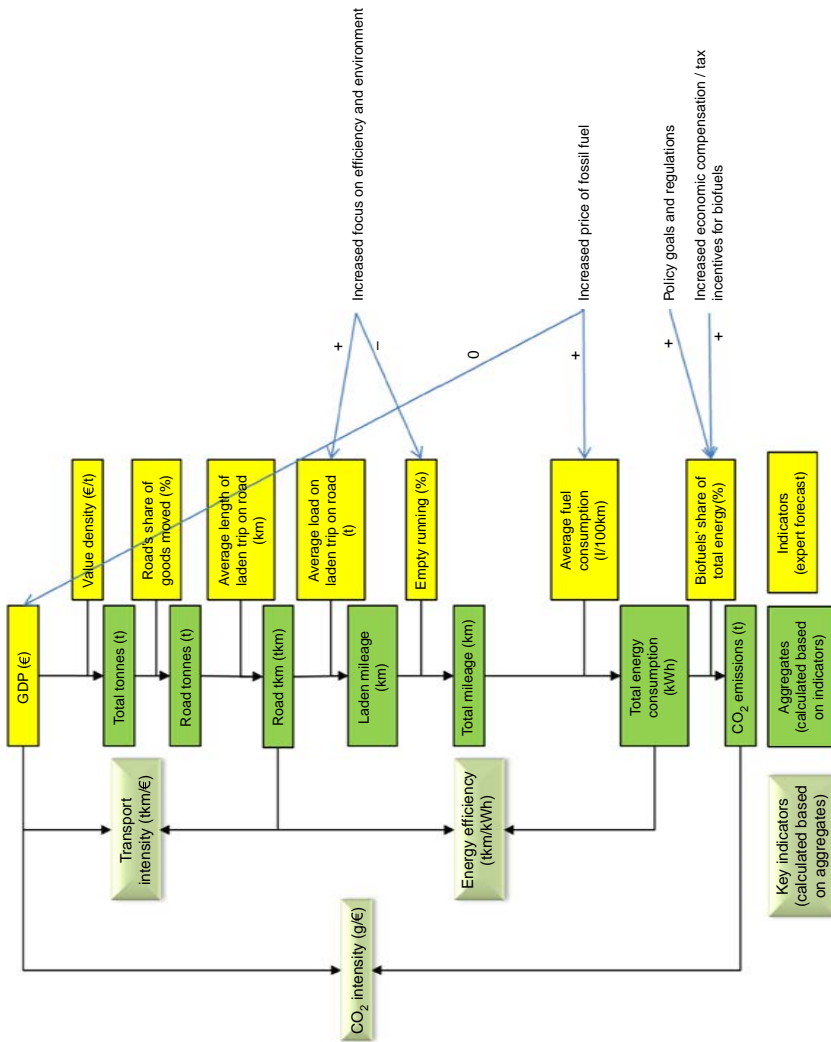 GDP (€)
Value density (€/t)
Total tonnes (t)
Road's share of
goods moved (%)
Road tonnes (t)
Average length of
laden trip on road
(km)
Road tkm (tkm)
Average load on
laden trip on road
(t)
Laden mileage
(km)
Empty running (%)
Total mileage (km)
Average fuel
consumption
(l/100km)
Total energy
consumption
(kWh)
Biofuels' share of
total energy(%)
CO2 emissions (t)
Transport
intensity (tkm/€)
Energy efficiency
(tkm/kWh)
CO2 intensity (g/€)
Increased focus on efficiency and environment
+
–
Increased price of fossil fuel
0
+
Policy goals and regulations
+
Increased economic compensation / tax
incentives for biofuels
+
Key indicators
(calculated based
on aggregates)
Aggregates
(calculated based
on indicators)
Indicators
(expert forecast)